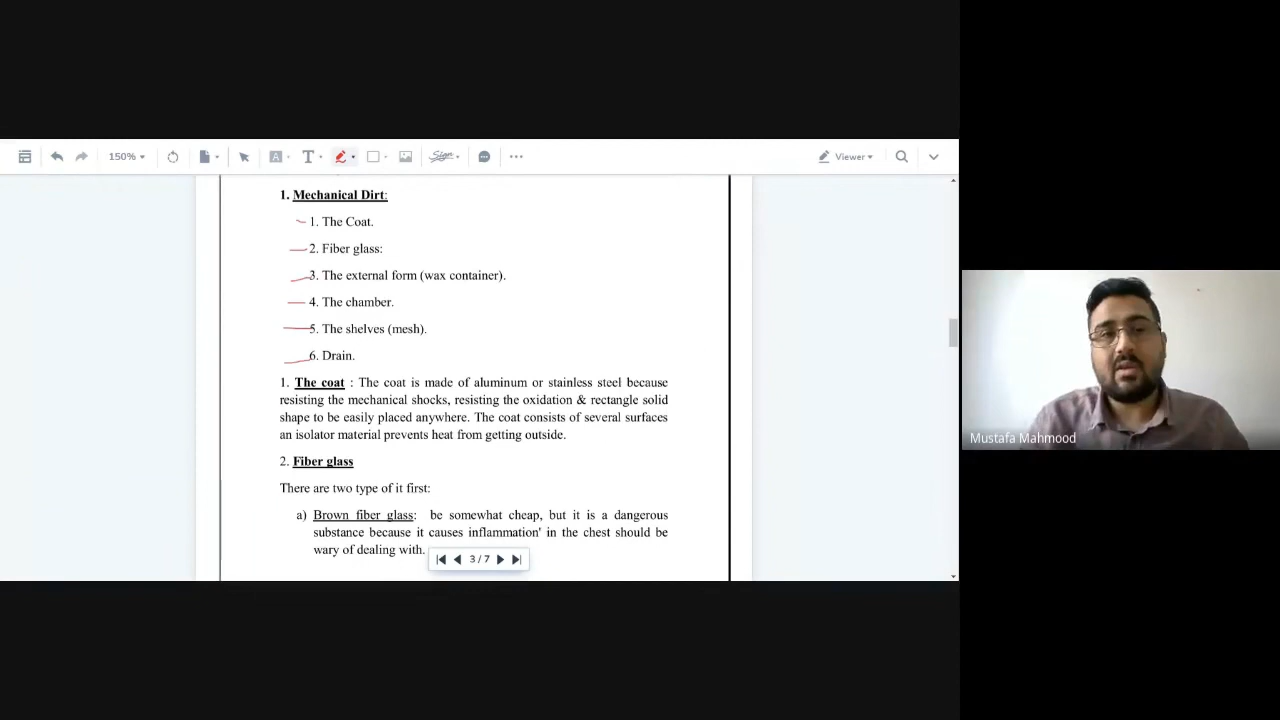 150%
Viewer
1. Mechanical Dirt:
1. The Coat.
2. Fiber glass:
3. The external form (wax container).
4. The chamber.
5. The shelves (mesh).
6. Drain.
1. The coat : The coat is made of aluminum or stainless steel because
resisting the mechanical shocks, resisting the oxidation & rectangle solid
shape to be easily placed anywhere. The coat consists of several surfaces
an isolator material prevents heat from getting outside.
2. Fiber glass
There are two type of it first:
a) Brown fiber glass: be somewhat cheap, but it is a dangerous
substance because it causes inflammation' in the chest should be
wary of dealing with.
3 / 7
Mustafa Mahmood